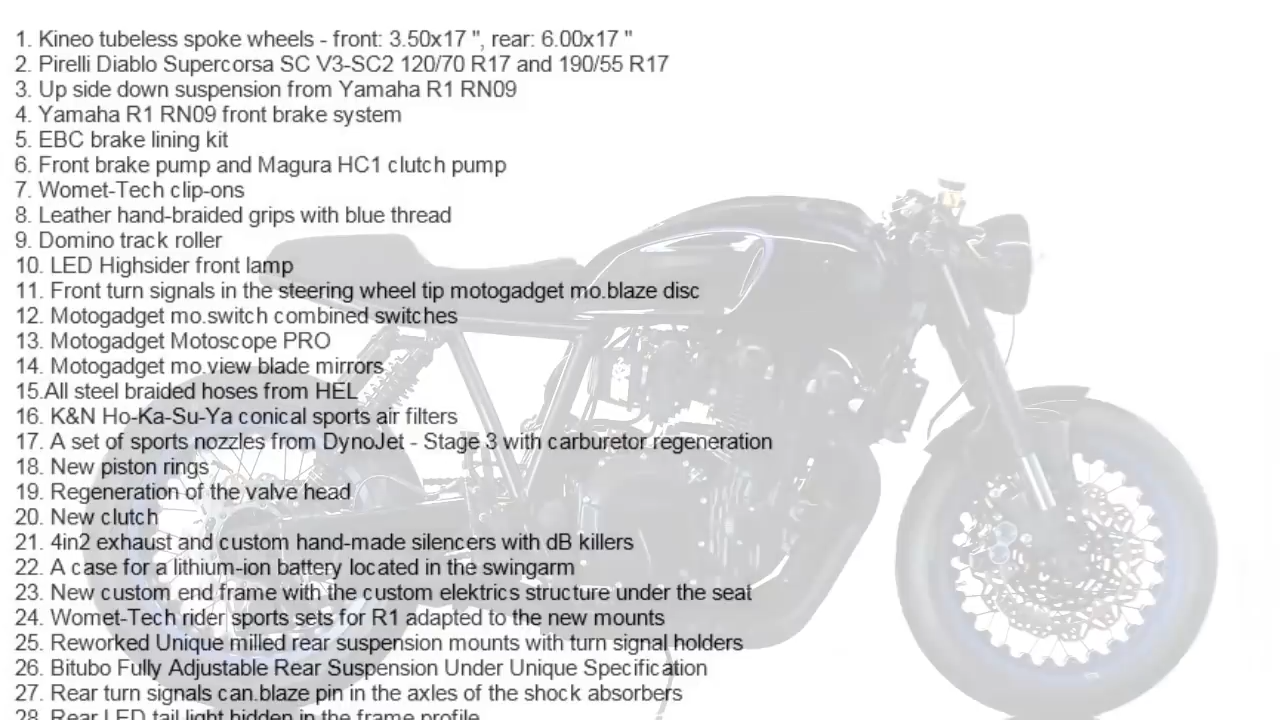 1. Kineo tubeless spoke wheels - front: 3.50x17 ", rear: 6.00x17 "
2. Pirelli Diablo Supercorsa SC V3-SC2 120/70 R17 and 190/55 R17
3. Up side down suspension from Yamaha R1 RN09
4. Yamaha R1 RN09 front brake system
5. EBC brake lining kit
6. Front brake pump and Magura HC1 clutch pump
7. Womet-Tech clip-ons
8. Leather hand-braided grips with blue thread
9. Domino track roller
10. LED Highsider front lamp
11. Front turn signals in the steering wheel tip motogadget mo.blaze disc
12. Motogadget mo.switch combined switches
13. Motogadget Motoscope PRO
14. Motogadget mo.view blade mirrors
15.All steel braided hoses from HEL
16. K&N Ho-Ka-Su-Ya conical sports air filters
17. A set of sports nozzles from DynoJet - Stage 3 with carburetor regeneration
18. New piston rings
19. Regeneration of the valve head
20. New clutch
21. 4in2 exhaust and custom hand-made silencers with dB killers
22. A case for a lithium-ion battery located in the swingarm
23. New custom end frame with the custom elektrics structure under the seat
24. Womet-Tech rider sports sets for R1 adapted to the new mounts
25. Reworked Unique milled rear suspension mounts with turn signal holders
26. Bitubo Fully Adjustable Rear Suspension Under Unique Specification
27. Rear turn signals can.blaze pin in the axles of the shock absorbers
28. Rear LED tail light hidden in the frame profile